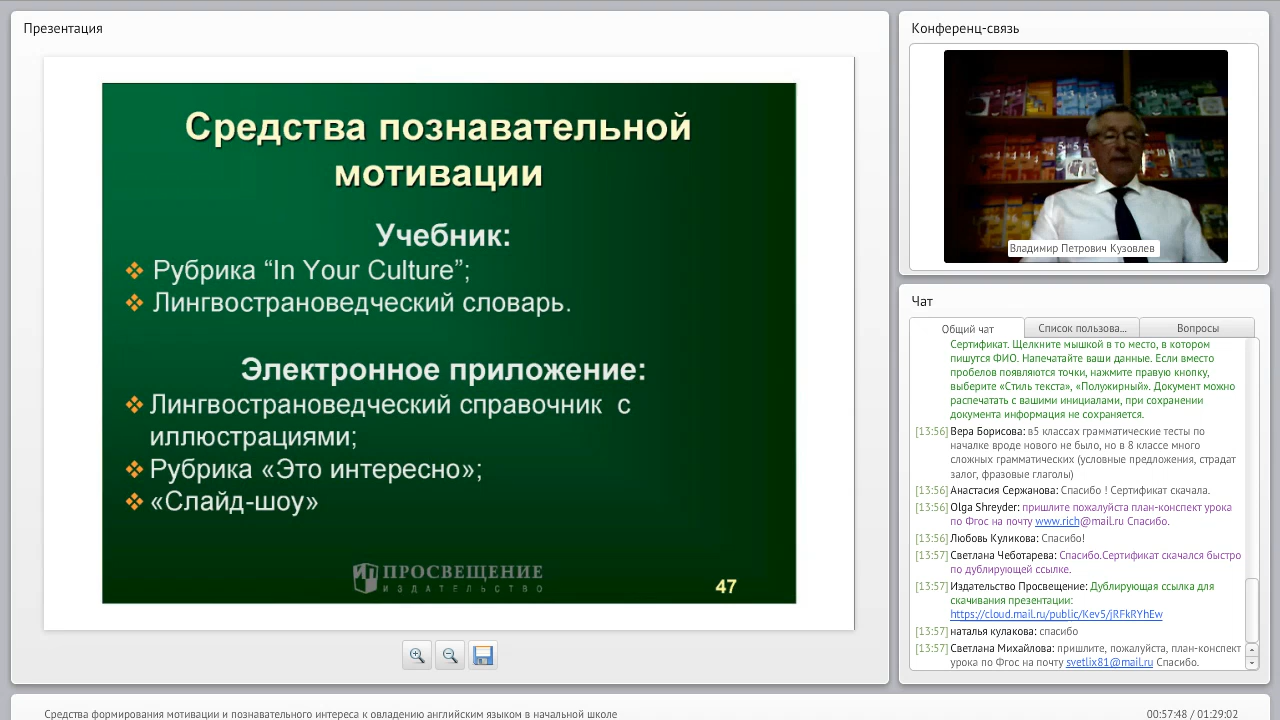 Презентация
Средства познавательной
мотивации
Учебник:
Рубрика “In Your Culture”;
Лингвострановедческий словарь.
Электронное приложение:
Лингвострановедческий справочник с
иллюстрациями;
Рубрика «Это интересно»;
«Слайд-шоу»
ПРОСВЕЩЕНИЕ
ИЗДАТЕЛЬСТВО
47
Конференц-связь
Владимир Петрович Кузовлев
Чат
Общий чат
Список пользова...
Вопросы
Сертификат. Щелкните мышкой в то место, в котором
пишутся ФИО. Напечатайте ваши данные. Если вместо
пробелов появляются точки, нажмите правую кнопку,
выберите «Стиль текста», «Полужирный». Документ можно
распечатать с вашими инициалами, при сохранении
документа информация не сохраняется.
[13:56] Вера Борисова: в5 классах грамматические тесты по
началке вроде нового не было, но в 8 классе много
сложных грамматических (условные предложения, страдат
залог, фразовые глаголы)
[13:56] Анастасия Сержанова: Спасибо ! Сертификат скачала.
[13:56] Olga Shreyder: пришлите пожалуйста план-конспект урока
по Фгос на почту www.rich@mail.ru Спасибо.
[13:56] Любовь Куликова: Спасибо!
[13:57] Светлана Чеботарева: Спасибо.Сертификат скачался быстро
по дублирующей ссылке.
[13:57] Издательство Просвещение: Дублирующая ссылка для
скачивания презентации:
https://cloud.mail.ru/public/Kev5/jRFkRYhEw
[13:57] наталья кулакова: спасибо
[13:57] Светлана Михайлова: пришлите, пожалуйста, план-конспект
урока по Фгос на почту svetlix81@mail.ru Спасибо.
Средства формирования мотивации и познавательного интереса к овладению английским языком в начальной школе
00:57:48 / 01:29:02